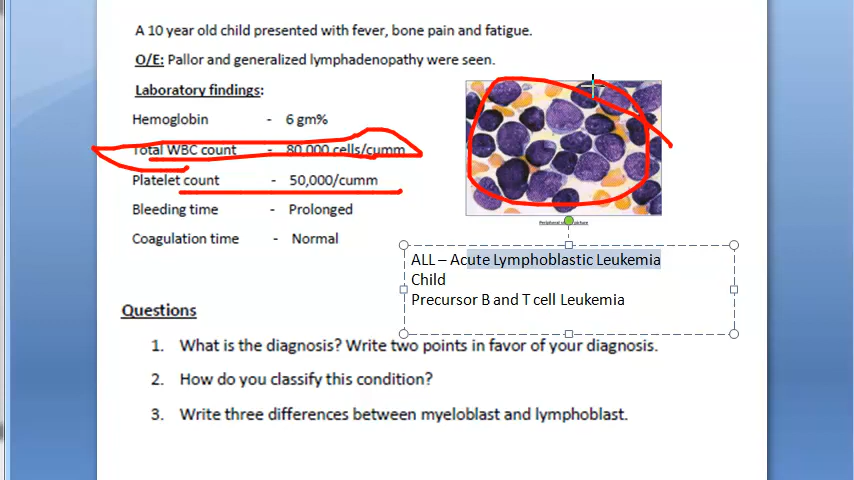 A 10 year old child presented with fever, bone pain and fatigue.
O/E: Pallor and generalized lymphadenopathy were seen.
Laboratory findings:
Hemoglobin - 6 gm%
Total WBC count - 80,000 cells/cumm
Platelet count - 50,000/cumm
Bleeding time - Prolonged
Coagulation time - Normal
Peripheral picture
ALL – Acute Lymphoblastic Leukemia
Child
Precursor B and T cell Leukemia
Questions
1. What is the diagnosis? Write two points in favor of your diagnosis.
2. How do you classify this condition?
3. Write three differences between myeloblast and lymphoblast.